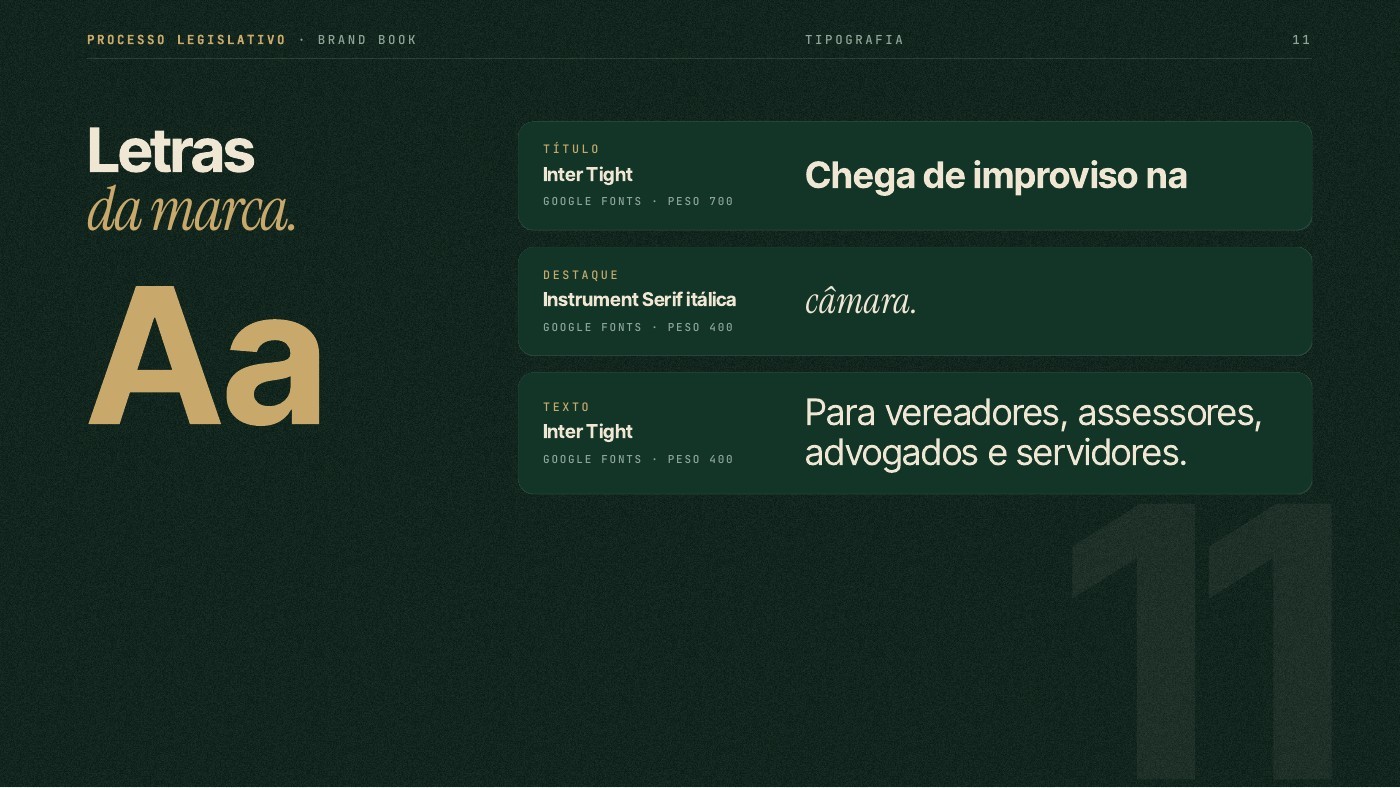 PROCESSO LEGISLATIVO · BRAND BOOK
TIPOGRAFIA
11
Letras
da marca.
Aa
TÍTULO
Inter Tight
GOOGLE FONTS · PESO 700
Chega de improviso na
DESTAQUE
Instrument Serif itálica
GOOGLE FONTS · PESO 400
câmara.
TEXTO
Inter Tight
GOOGLE FONTS · PESO 400
Para vereadores, assessores,
advogados e servidores.
11